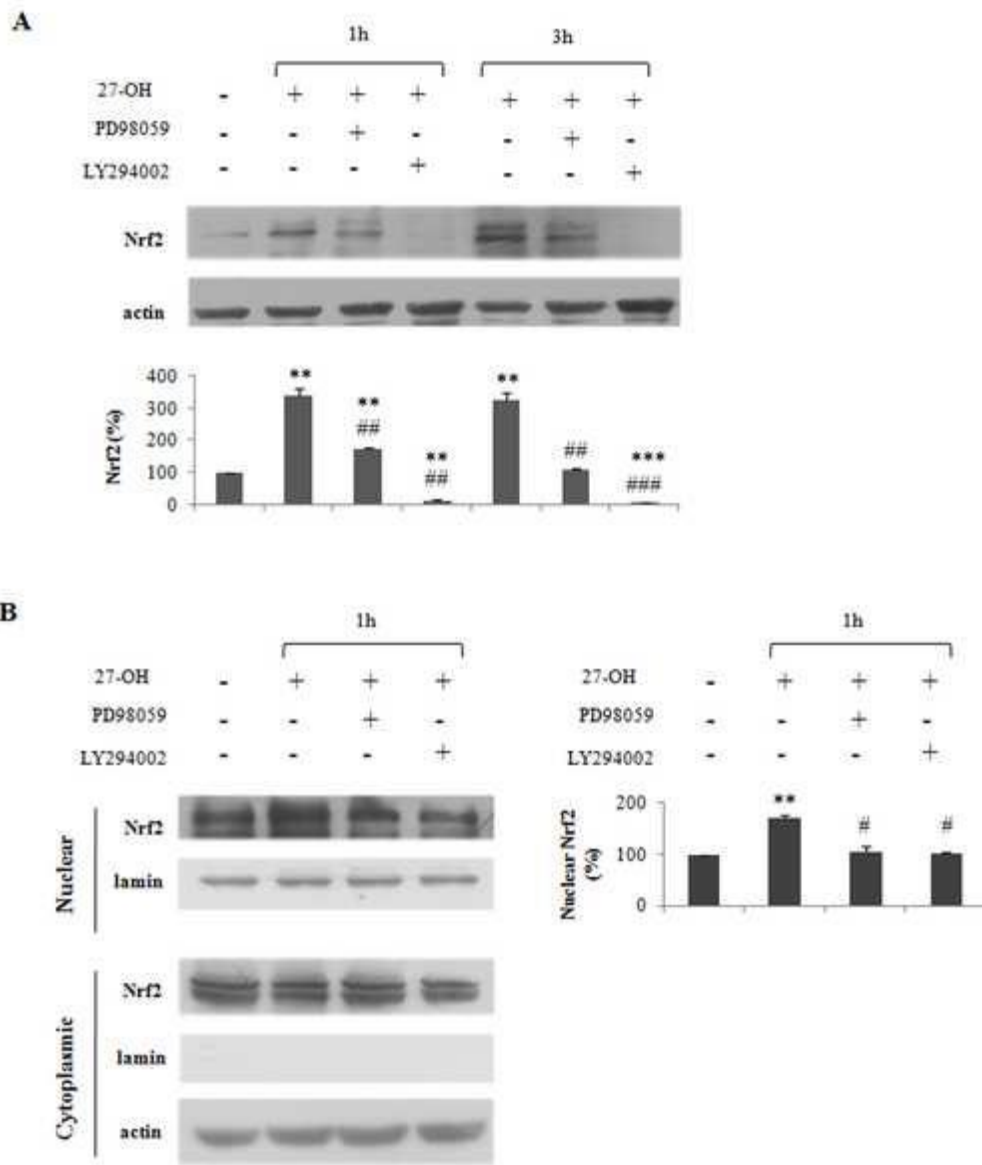 A
1h 3h
27-OH - + + + + + +
PD98059 - - + - - + -
LY294002 - - - + - - +
Nrf2
actin
Nrf2 (%)
400
300
200
100
0
** ** ## ** ## ** ## *** ###
B
1h
27-OH - + + +
PD98059 - - + -
LY294002 - - - +
Nuclear
Nrf2
lamin
Cytoplasmic
Nrf2
lamin
actin
1h
27-OH - + + +
PD98059 - - + -
LY294002 - - - +
Nuclear Nrf2
(%)
200
100
0
** # #